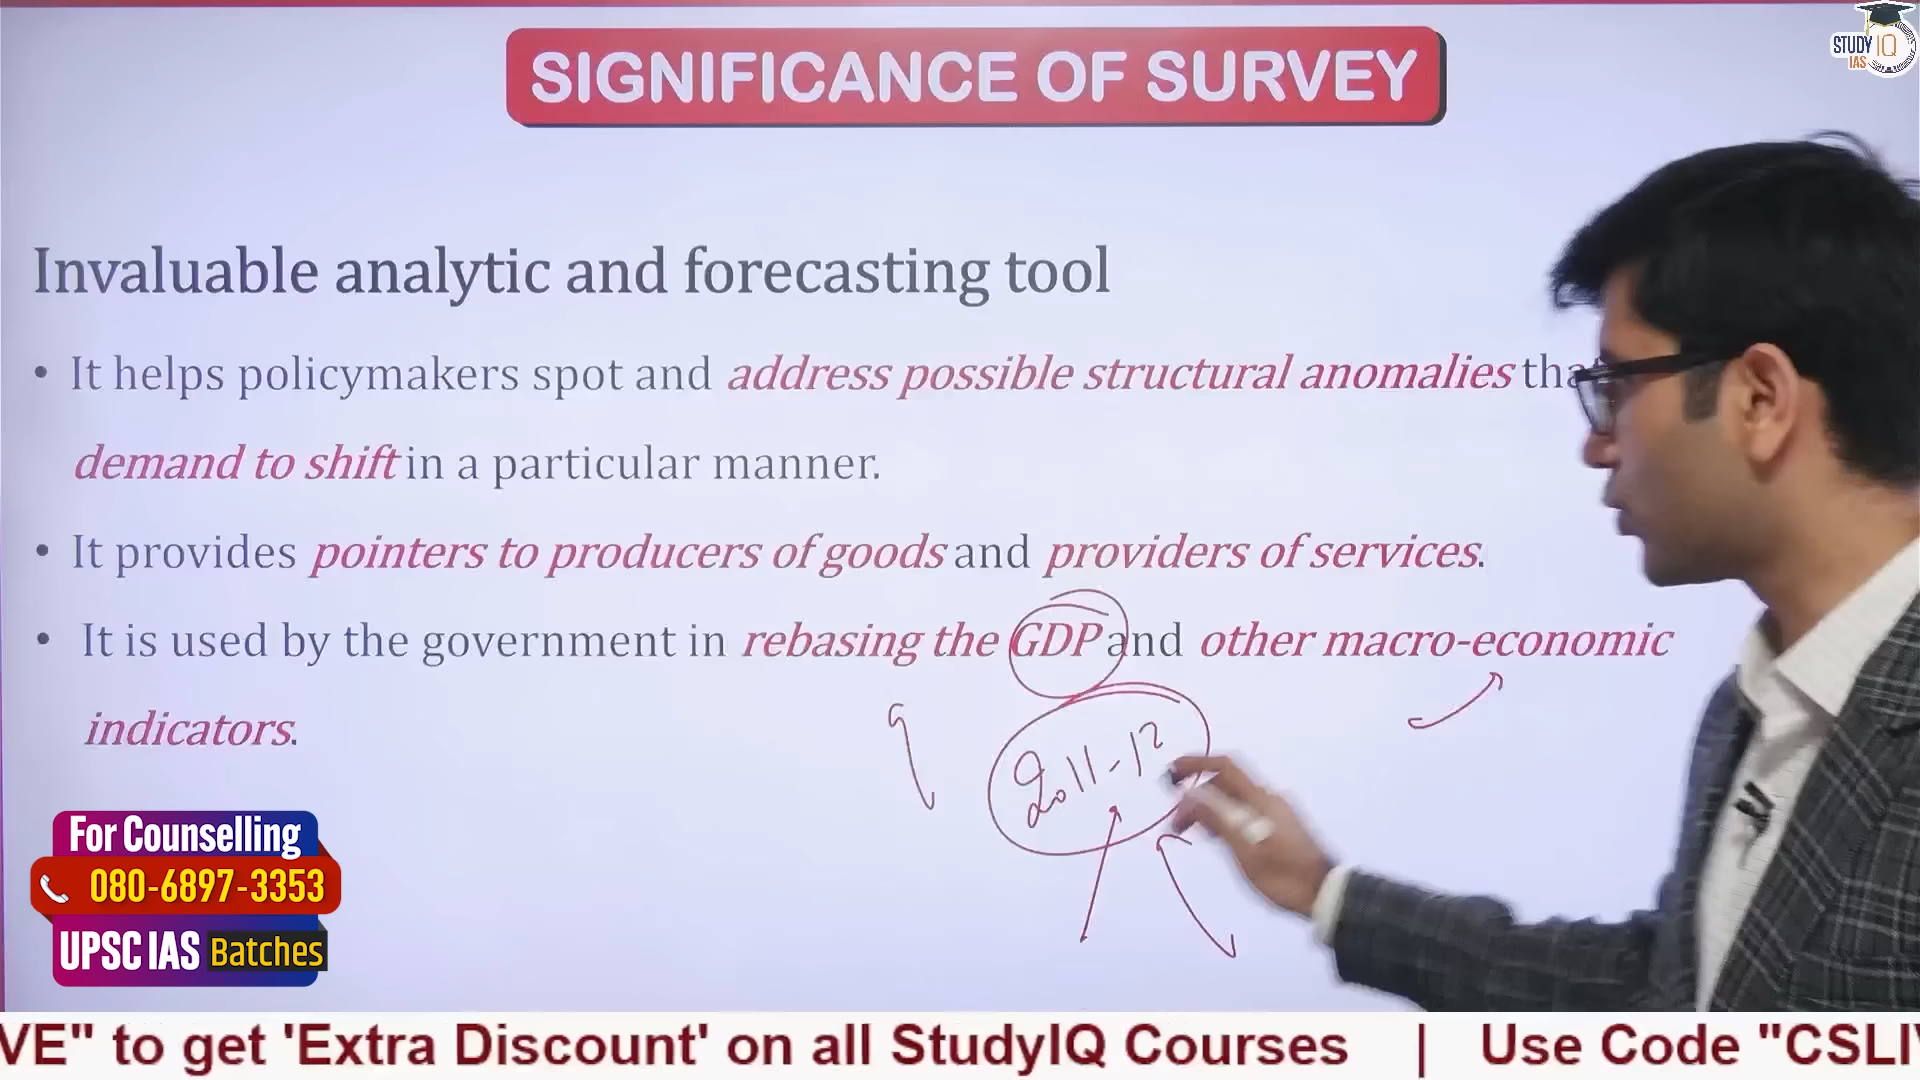 SIGNIFICANCE OF SURVEY
STUDY IQ
IAS
Invaluable analytic and forecasting tool
• It helps policymakers spot and address possible structural anomalies
demand to shift in a particular manner.
• It provides pointers to producers of goods and providers of services.
• It is used by the government in rebasing the GDP and other macro-economic
indicators.
2011-12
For Counselling
080-6897-3353
UPSC IAS Batches
VE" to get 'Extra Discount' on all StudyIQ Courses | Use Code "CSLIV